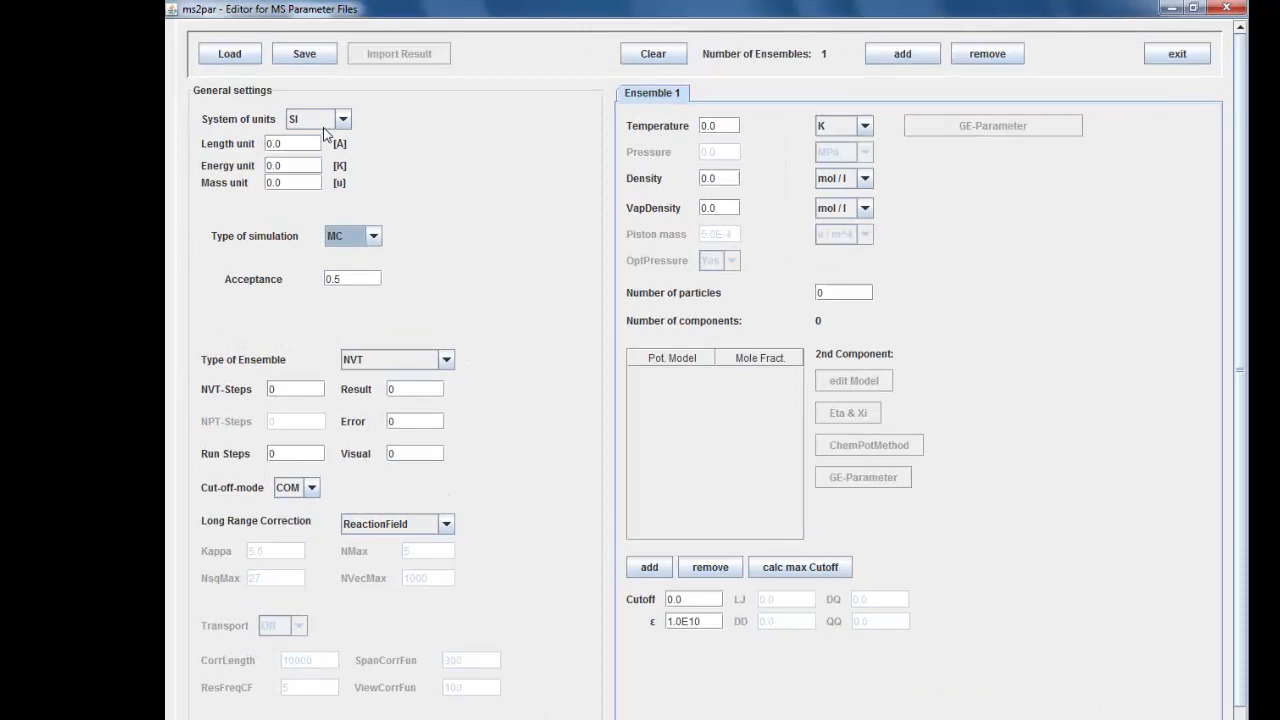 ms2par - Editor for MS Parameter Files
Load Save Import Result Clear Number of Ensembles: 1 add remove exit
General settings
System of units SI
Length unit 0.0 [A]
Energy unit 0.0 [K]
Mass unit 0.0 [u]
Type of simulation MC
Acceptance 0.5
Type of Ensemble NVT
NVT-Steps 0 Result 0
NPT-Steps 0 Error 0
Run Steps 0 Visual 0
Cut-off-mode COM
Long Range Correction ReactionField
Kappa 5.6 NMax 5
NsqMax 27 NVecMax 1000
Transport Off
CorrLength 10000 SpanCorrFun 300
ResFreqCF 5 ViewCorrFun 100
Ensemble 1
Temperature 0.0 K GE-Parameter
Pressure 0.0 MPa
Density 0.0 mol / l
VapDensity 0.0 mol / l
Piston mass 5.0E-4 u / m^4
OptPressure Yes
Number of particles 0
Number of components: 0
Pot. Model Mole Fract. 2nd Component:
edit Model
Eta & Xi
ChemPotMethod
GE-Parameter
add remove calc max Cutoff
Cutoff 0.0 LJ 0.0 DQ 0.0
ε 1.0E10 DD 0.0 QQ 0.0